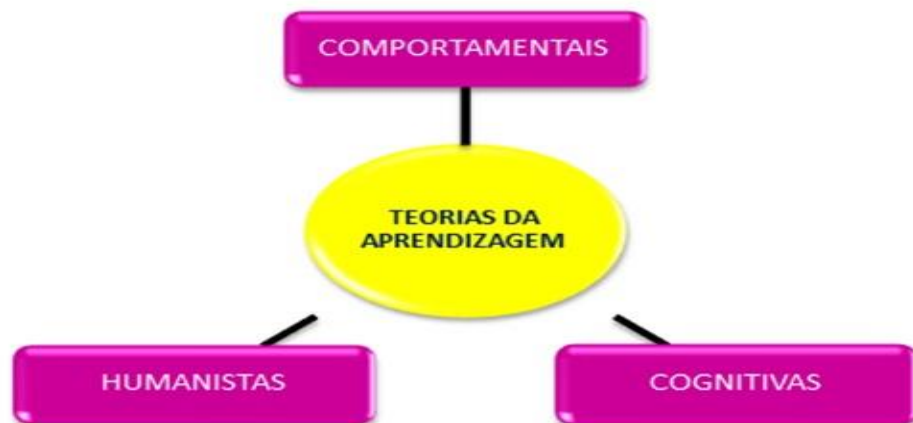 COMPORTAMENTAIS
TEORIAS DA
APRENDIZAGEM
HUMANISTAS
COGNITIVAS